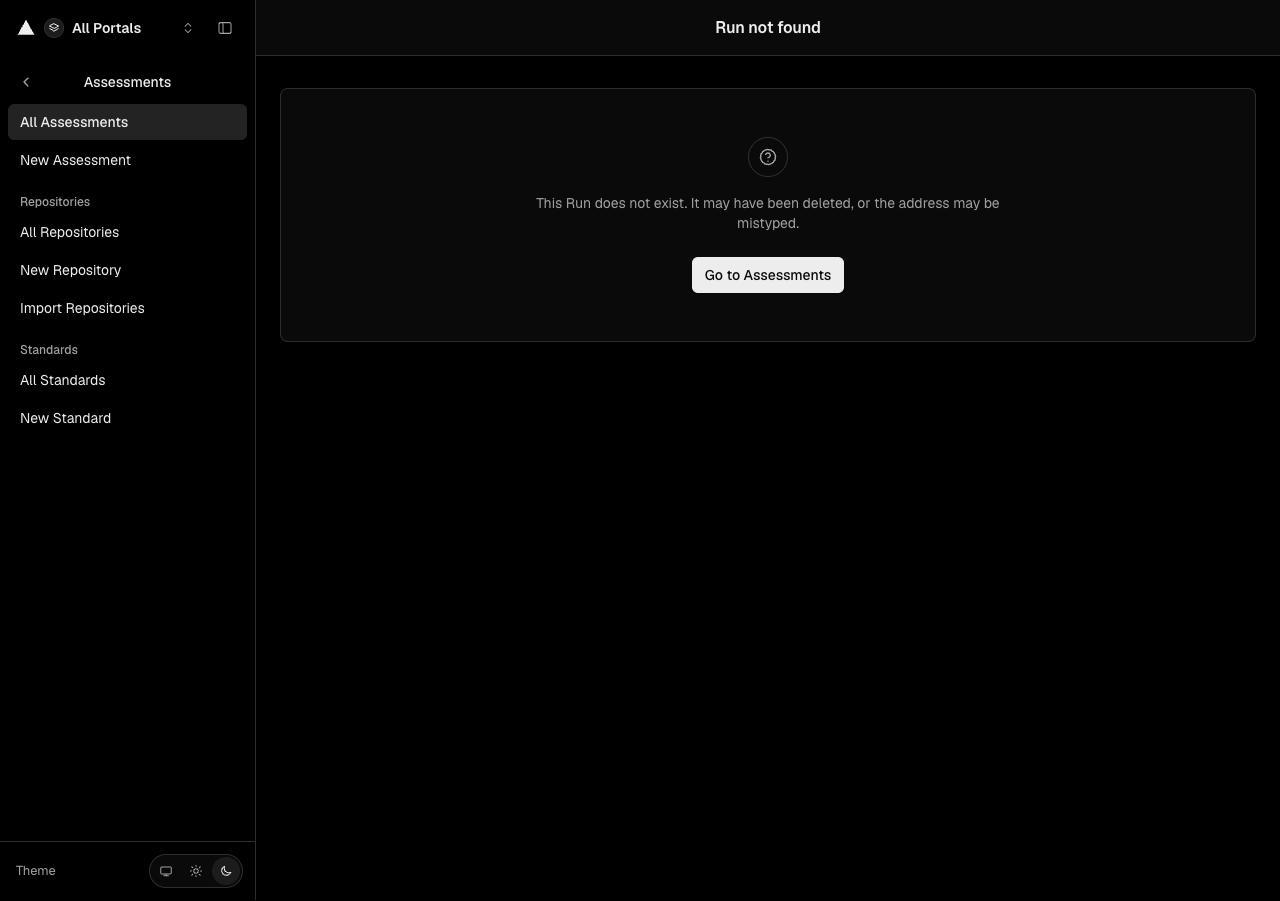 All Portals
Run not found
Assessments
All Assessments
New Assessment
Repositories
All Repositories
New Repository
Import Repositories
Standards
All Standards
New Standard
This Run does not exist. It may have been deleted, or the address may be
mistyped.
Go to Assessments
Theme